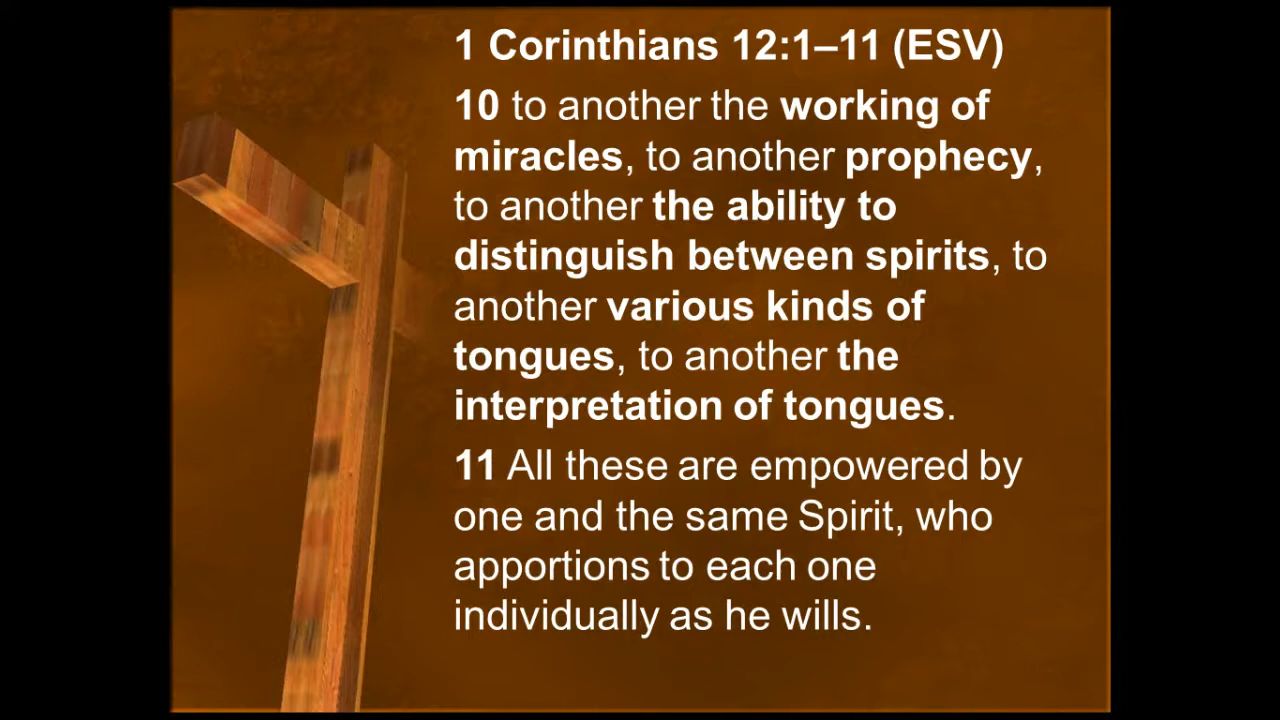 1 Corinthians 12:1–11 (ESV)
10 to another the working of
miracles, to another prophecy,
to another the ability to
distinguish between spirits, to
another various kinds of
tongues, to another the
interpretation of tongues.
11 All these are empowered by
one and the same Spirit, who
apportions to each one
individually as he wills.